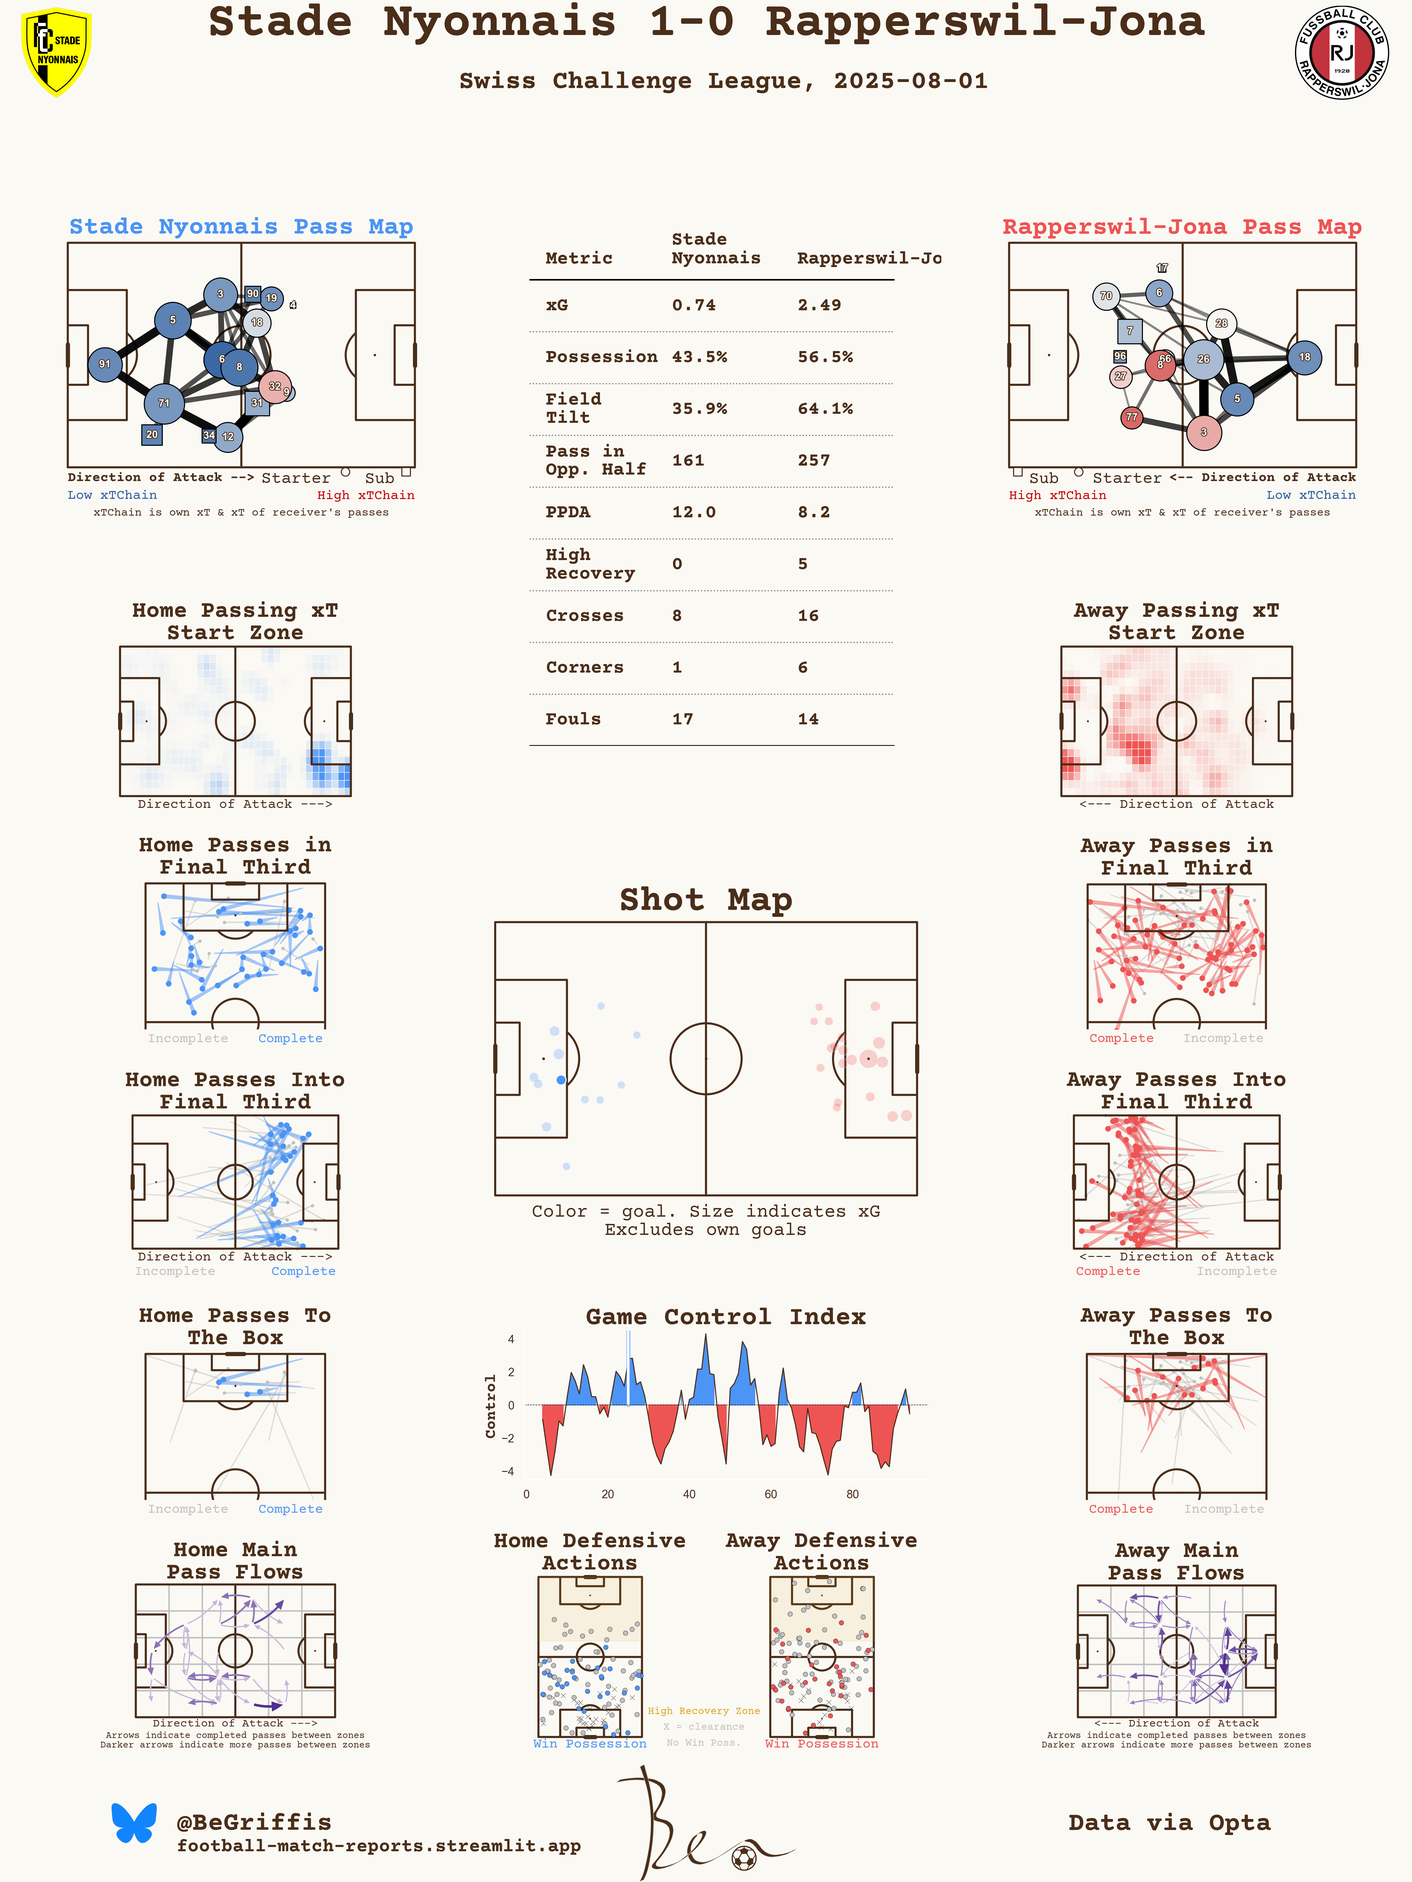 Stade Nyonnais 1-0 Rapperswil-Jona
Swiss Challenge League, 2025-08-01
STADE
NYONNAIS
FUSSBALL CLUB
RJ
1928
RAPPERSWIL-JONA
Stade Nyonnais Pass Map
3
90
19
4
5
18
6
8
91
32
9
71
31
20
34
12
Direction of Attack --> Starter Sub
Low xTChain High xTChain
xTChain is own xT & xT of receiver's passes
Metric Stade Nyonnais Rapperswil-Jo
xG 0.74 2.49
Possession 43.5% 56.5%
Field Tilt 35.9% 64.1%
Pass in Opp. Half 161 257
PPDA 12.0 8.2
High Recovery 0 5
Crosses 8 16
Corners 1 6
Fouls 17 14
Rapperswil-Jona Pass Map
17
70
6
7
28
96
66
8
26
18
27
5
77
3
Sub Starter <-- Direction of Attack
High xTChain Low xTChain
xTChain is own xT & xT of receiver's passes
Home Passing xT
Start Zone
Direction of Attack --->
Away Passing xT
Start Zone
<--- Direction of Attack
Home Passes in
Final Third
Incomplete Complete
Away Passes in
Final Third
Complete Incomplete
Shot Map
Color = goal. Size indicates xG
Excludes own goals
Home Passes Into
Final Third
Direction of Attack --->
Incomplete Complete
Away Passes Into
Final Third
<--- Direction of Attack
Complete Incomplete
Home Passes To
The Box
Incomplete Complete
Game Control Index
Control
4
2
0
−2
−4
0 20 40 60 80
Away Passes To
The Box
Complete Incomplete
Home Main
Pass Flows
Direction of Attack --->
Arrows indicate completed passes between zones
Darker arrows indicate more passes between zones
Home Defensive
Actions
Win Possession
High Recovery Zone
X = clearance
No Win Poss.
Away Defensive
Actions
Win Possession
Away Main
Pass Flows
<--- Direction of Attack
Arrows indicate completed passes between zones
Darker arrows indicate more passes between zones
@BeGriffis
football-match-reports.streamlit.app
Ben
Data via Opta